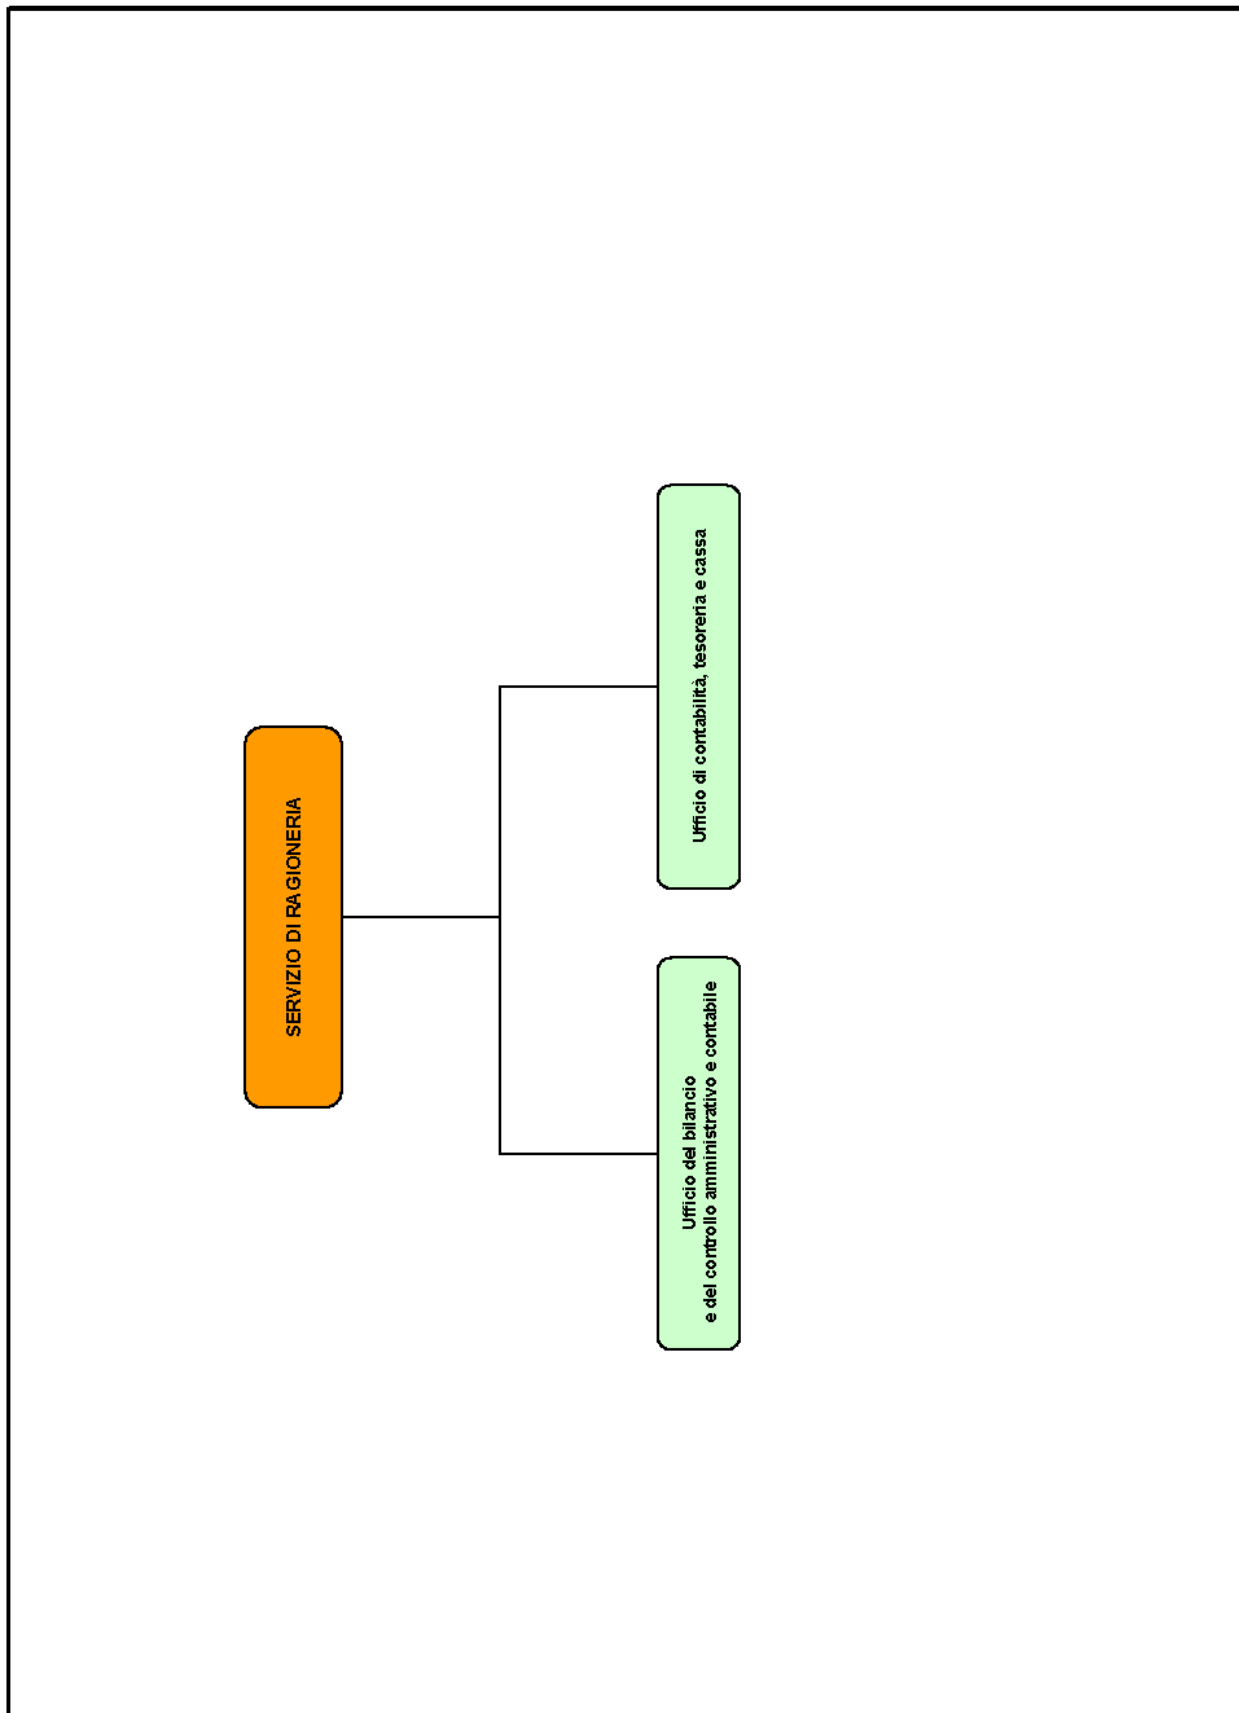 SERVIZIO DI RAGIONERIA
Ufficio del bilancio
e del controllo amministrativo e contabile
Ufficio di contabilità, tesoreria e cassa